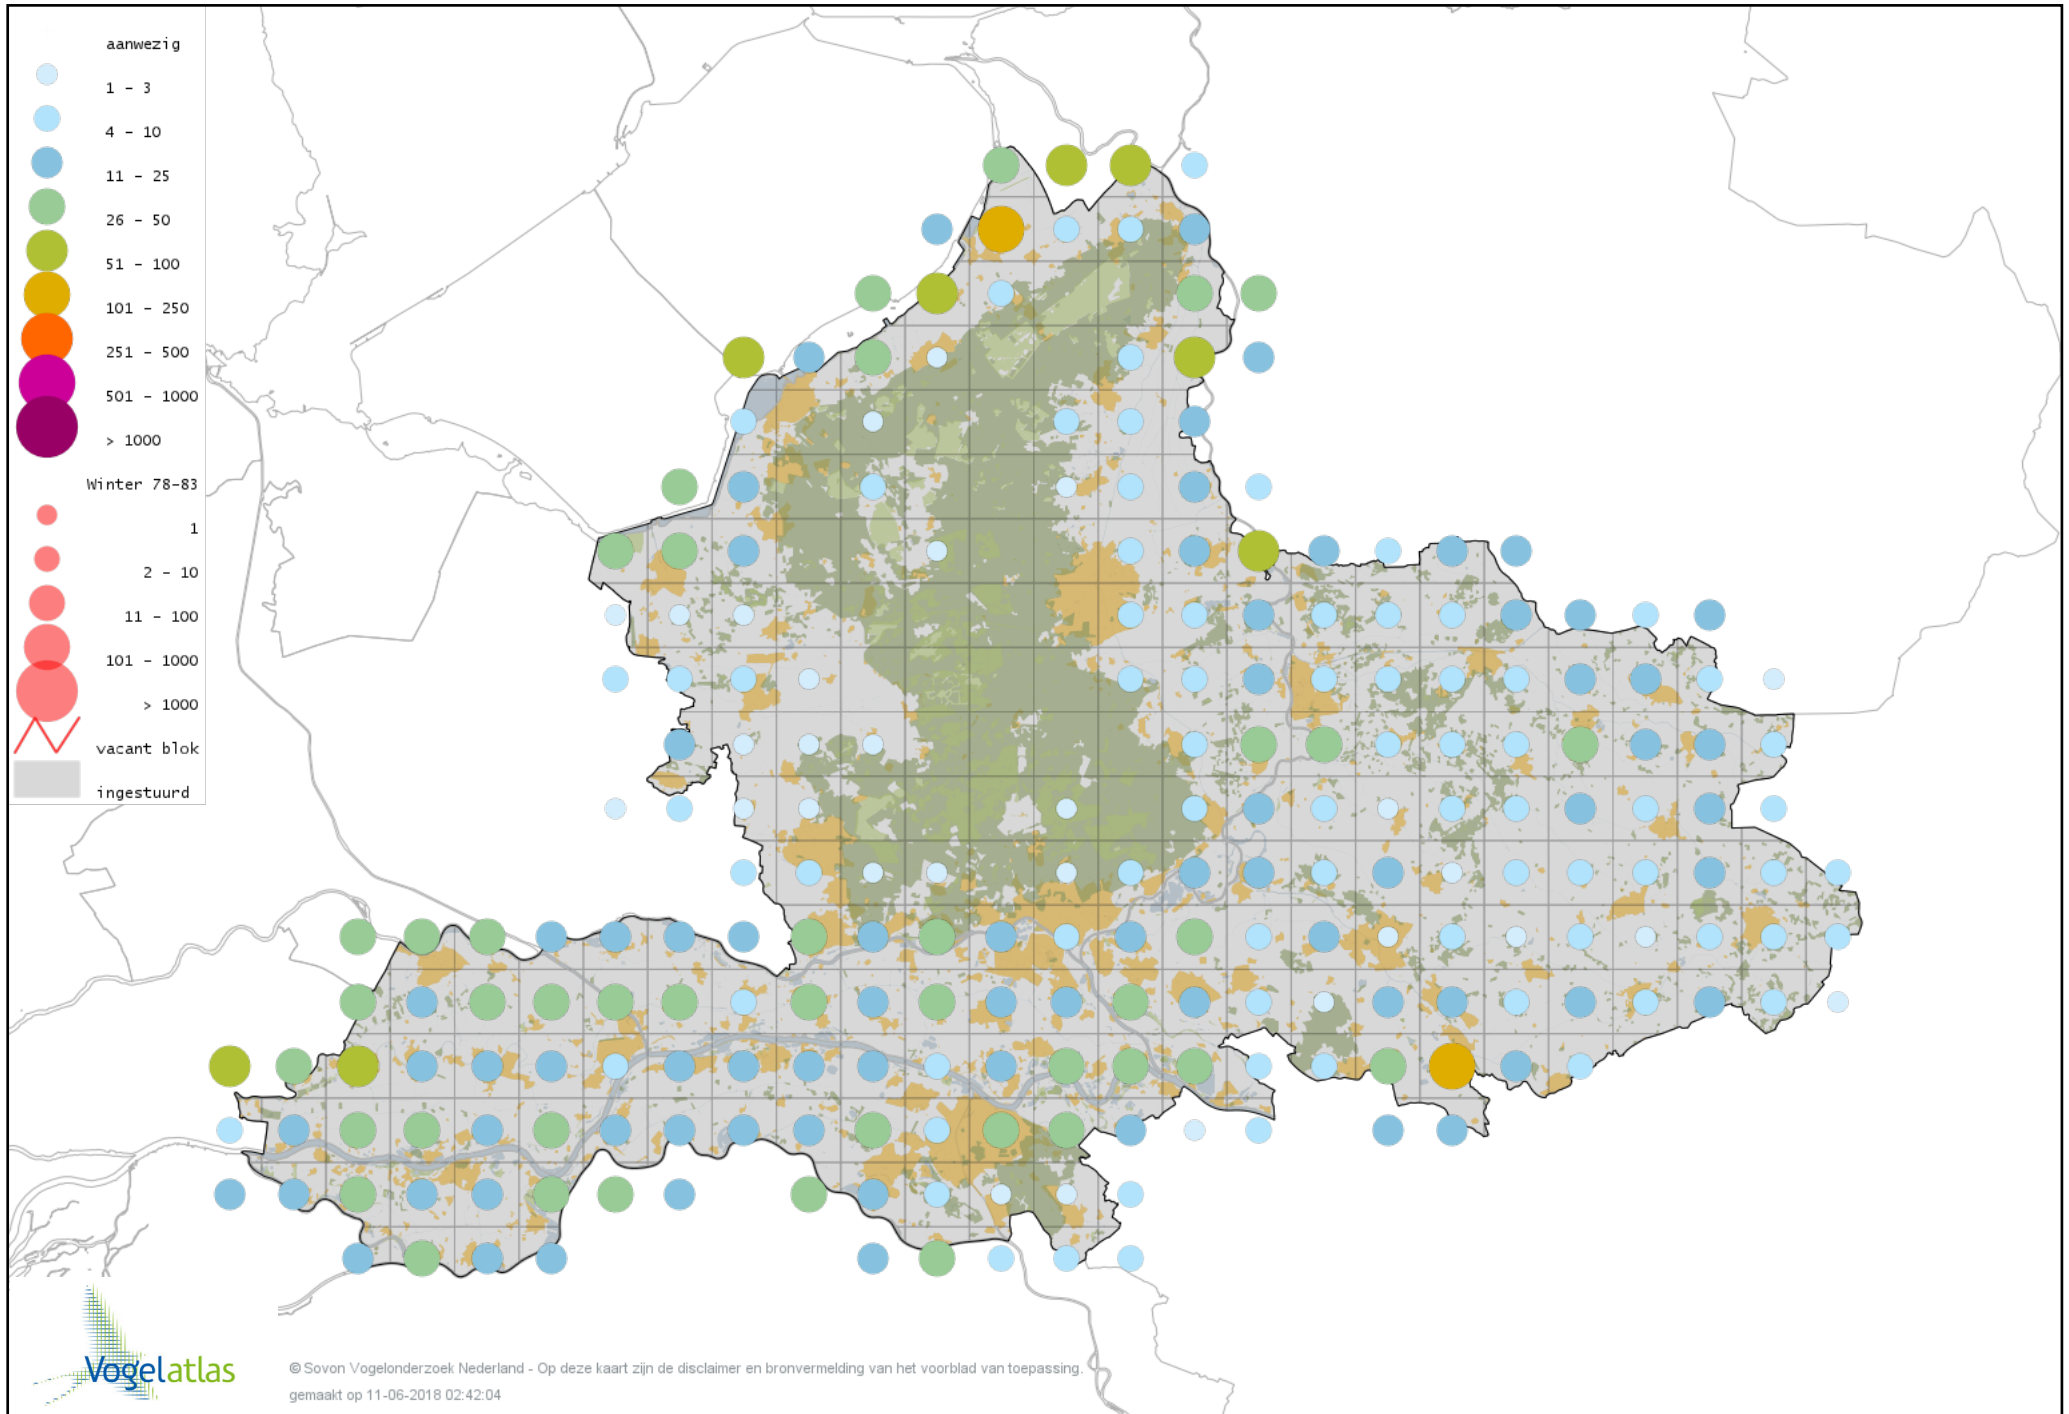 aanwezig
1 - 3
4 - 10
11 - 25
26 - 50
51 - 100
101 - 250
251 - 500
501 - 1000
> 1000
Winter 78-83
1
2 - 10
11 - 100
101 - 1000
> 1000
vacant blok
ingestuurd
Vogelatlas
© Sovon Vogelonderzoek Nederland - Op deze kaart zijn de disclaimer en bronvermelding van het voorblad van toepassing.
gemaakt op 11-06-2018 02:42:04